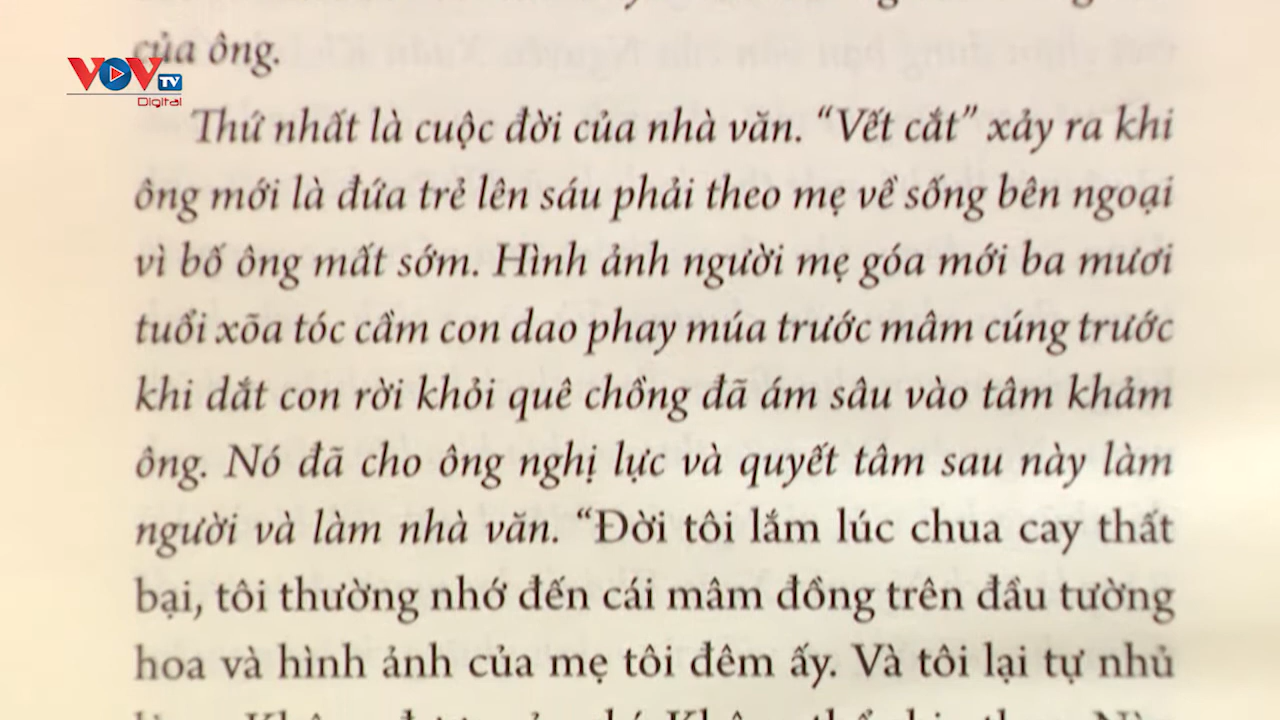 của ông.
VOV TV
Digital
Thứ nhất là cuộc đời của nhà văn. “Vết cắt” xảy ra khi
ông mới là đứa trẻ lên sáu phải theo mẹ về sống bên ngoại
vì bố ông mất sớm. Hình ảnh người mẹ góa mới ba mươi
tuổi xõa tóc cầm con dao phay múa trước mâm cúng trước
khi dắt con rời khỏi quê chồng đã ám sâu vào tâm khảm
ông. Nó đã cho ông nghị lực và quyết tâm sau này làm
người và làm nhà văn. “Đời tôi lắm lúc chua cay thất
bại, tôi thường nhớ đến cái mâm đồng trên đầu tường
hoa và hình ảnh của mẹ tôi đêm ấy. Và tôi lại tự nhủ